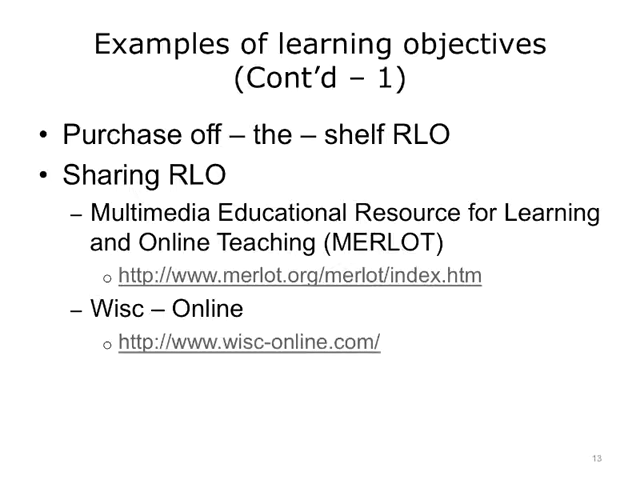 Examples of learning objectives
(Cont’d – 1)
• Purchase off – the – shelf RLO
• Sharing RLO
– Multimedia Educational Resource for Learning
and Online Teaching (MERLOT)
o http://www.merlot.org/merlot/index.htm
– Wisc – Online
o http://www.wisc-online.com/
13